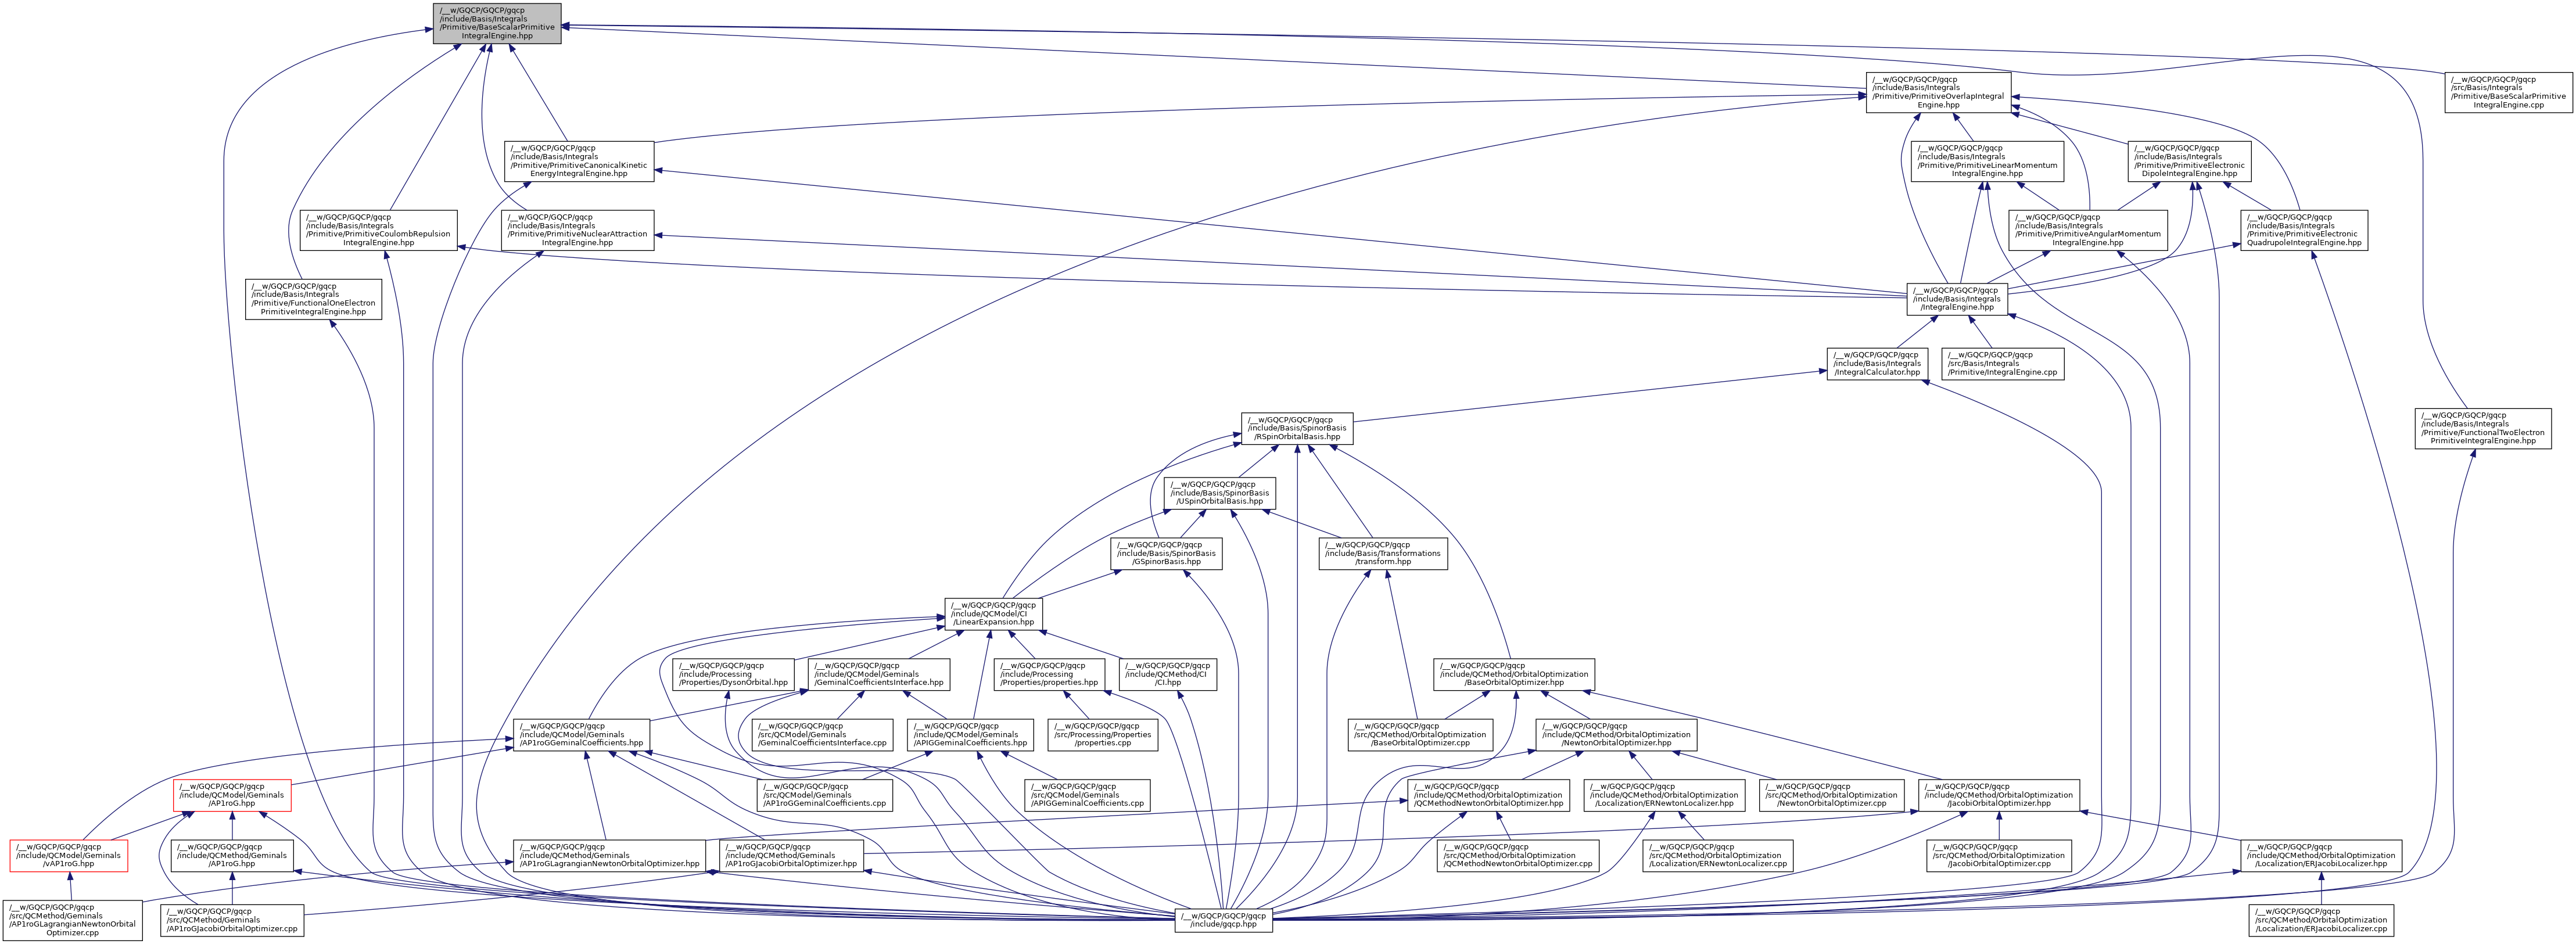 /__w/GQCP/GQCP/gqcp
/include/Basis/Integrals
/Primitive/BaseScalarPrimitive
IntegralEngine.hpp
/__w/GQCP/GQCP/gqcp
/include/Basis/Integrals
/Primitive/PrimitiveOverlapIntegral
Engine.hpp
/__w/GQCP/GQCP/gqcp
/src/Basis/Integrals
/Primitive/BaseScalarPrimitive
IntegralEngine.cpp
/__w/GQCP/GQCP/gqcp
/include/Basis/Integrals
/Primitive/PrimitiveCanonicalKinetic
EnergyIntegralEngine.hpp
/__w/GQCP/GQCP/gqcp
/include/Basis/Integrals
/Primitive/PrimitiveLinearMomentum
IntegralEngine.hpp
/__w/GQCP/GQCP/gqcp
/include/Basis/Integrals
/Primitive/PrimitiveElectronic
DipoleIntegralEngine.hpp
/__w/GQCP/GQCP/gqcp
/include/Basis/Integrals
/Primitive/PrimitiveCoulombRepulsion
IntegralEngine.hpp
/__w/GQCP/GQCP/gqcp
/include/Basis/Integrals
/Primitive/PrimitiveNuclearAttraction
IntegralEngine.hpp
/__w/GQCP/GQCP/gqcp
/include/Basis/Integrals
/Primitive/PrimitiveAngularMomentum
IntegralEngine.hpp
/__w/GQCP/GQCP/gqcp
/include/Basis/Integrals
/Primitive/PrimitiveElectronic
QuadrupoleIntegralEngine.hpp
/__w/GQCP/GQCP/gqcp
/include/Basis/Integrals
/Primitive/FunctionalOneElectron
PrimitiveIntegralEngine.hpp
/__w/GQCP/GQCP/gqcp
/include/Basis/Integrals
/IntegralEngine.hpp
/__w/GQCP/GQCP/gqcp
/include/Basis/Integrals
/IntegralCalculator.hpp
/__w/GQCP/GQCP/gqcp
/src/Basis/Integrals
/Primitive/IntegralEngine.cpp
/__w/GQCP/GQCP/gqcp
/include/Basis/SpinorBasis
/RSpinOrbitalBasis.hpp
/__w/GQCP/GQCP/gqcp
/include/Basis/Integrals
/Primitive/FunctionalTwoElectron
PrimitiveIntegralEngine.hpp
/__w/GQCP/GQCP/gqcp
/include/Basis/SpinorBasis
/USpinOrbitalBasis.hpp
/__w/GQCP/GQCP/gqcp
/include/Basis/SpinorBasis
/GSpinorBasis.hpp
/__w/GQCP/GQCP/gqcp
/include/Basis/Transformations
/transform.hpp
/__w/GQCP/GQCP/gqcp
/include/QCModel/CI
/LinearExpansion.hpp
/__w/GQCP/GQCP/gqcp
/include/Processing
/Properties/DysonOrbital.hpp
/__w/GQCP/GQCP/gqcp
/include/QCModel/Geminals
/GeminalCoefficientsInterface.hpp
/__w/GQCP/GQCP/gqcp
/include/Processing
/Properties/properties.hpp
/__w/GQCP/GQCP/gqcp
/include/QCMethod/CI
/CI.hpp
/__w/GQCP/GQCP/gqcp
/include/QCMethod/OrbitalOptimization
/BaseOrbitalOptimizer.hpp
/__w/GQCP/GQCP/gqcp
/include/QCModel/Geminals
/AP1roGGeminalCoefficients.hpp
/__w/GQCP/GQCP/gqcp
/src/QCModel/Geminals
/GeminalCoefficientsInterface.cpp
/__w/GQCP/GQCP/gqcp
/include/QCModel/Geminals
/APIGGeminalCoefficients.hpp
/__w/GQCP/GQCP/gqcp
/src/Processing/Properties
/properties.cpp
/__w/GQCP/GQCP/gqcp
/src/QCMethod/OrbitalOptimization
/BaseOrbitalOptimizer.cpp
/__w/GQCP/GQCP/gqcp
/include/QCMethod/OrbitalOptimization
/NewtonOrbitalOptimizer.hpp
/__w/GQCP/GQCP/gqcp
/include/QCModel/Geminals
/AP1roG.hpp
/__w/GQCP/GQCP/gqcp
/src/QCModel/Geminals
/AP1roGGeminalCoefficients.cpp
/__w/GQCP/GQCP/gqcp
/src/QCModel/Geminals
/APIGGeminalCoefficients.cpp
/__w/GQCP/GQCP/gqcp
/include/QCMethod/OrbitalOptimization
/QCMethodNewtonOrbitalOptimizer.hpp
/__w/GQCP/GQCP/gqcp
/include/QCMethod/OrbitalOptimization
/Localization/ERNewtonLocalizer.hpp
/__w/GQCP/GQCP/gqcp
/src/QCMethod/OrbitalOptimization
/NewtonOrbitalOptimizer.cpp
/__w/GQCP/GQCP/gqcp
/include/QCMethod/OrbitalOptimization
/JacobiOrbitalOptimizer.hpp
/__w/GQCP/GQCP/gqcp
/include/QCModel/Geminals
/vAP1roG.hpp
/__w/GQCP/GQCP/gqcp
/include/QCMethod/Geminals
/AP1roG.hpp
/__w/GQCP/GQCP/gqcp
/include/QCMethod/Geminals
/AP1roGLagrangianNewtonOrbitalOptimizer.hpp
/__w/GQCP/GQCP/gqcp
/include/QCMethod/Geminals
/AP1roGJacobiOrbitalOptimizer.hpp
/__w/GQCP/GQCP/gqcp
/src/QCMethod/OrbitalOptimization
/QCMethodNewtonOrbitalOptimizer.cpp
/__w/GQCP/GQCP/gqcp
/src/QCMethod/OrbitalOptimization
/Localization/ERNewtonLocalizer.cpp
/__w/GQCP/GQCP/gqcp
/src/QCMethod/OrbitalOptimization
/JacobiOrbitalOptimizer.cpp
/__w/GQCP/GQCP/gqcp
/include/QCMethod/OrbitalOptimization
/Localization/ERJacobiLocalizer.hpp
/__w/GQCP/GQCP/gqcp
/src/QCMethod/Geminals
/AP1roGLagrangianNewtonOrbital
Optimizer.cpp
/__w/GQCP/GQCP/gqcp
/src/QCMethod/Geminals
/AP1roGJacobiOrbitalOptimizer.cpp
/__w/GQCP/GQCP/gqcp
/include/gqcp.hpp
/__w/GQCP/GQCP/gqcp
/src/QCMethod/OrbitalOptimization
/Localization/ERJacobiLocalizer.cpp